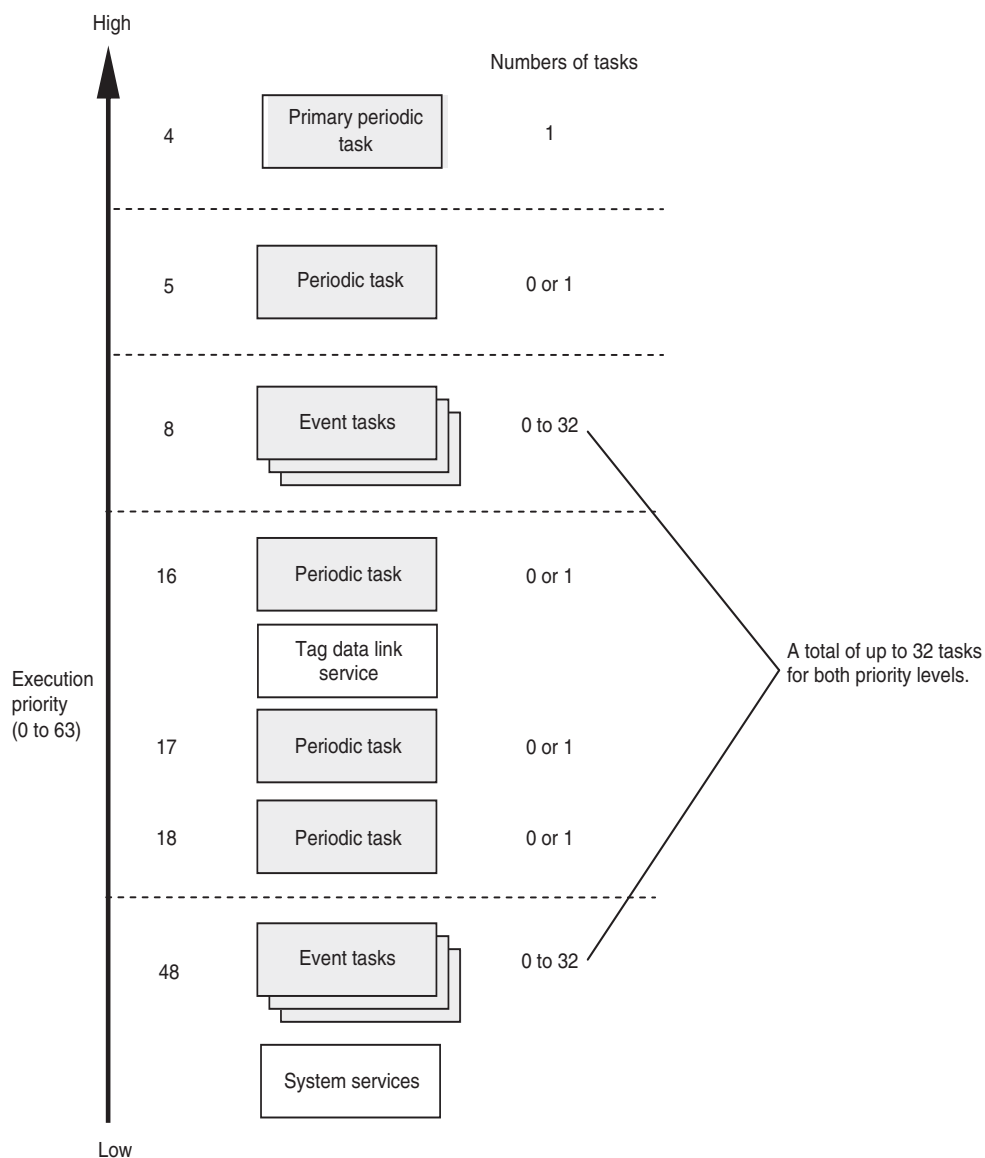 High
Numbers of tasks
4
Primary periodic
task
1
5
Periodic task
0 or 1
8
Event tasks
0 to 32
16
Periodic task
0 or 1
Tag data link
service
A total of up to 32 tasks
for both priority levels.
Execution
priority
(0 to 63)
17
Periodic task
0 or 1
18
Periodic task
0 or 1
48
Event tasks
0 to 32
System services
Low